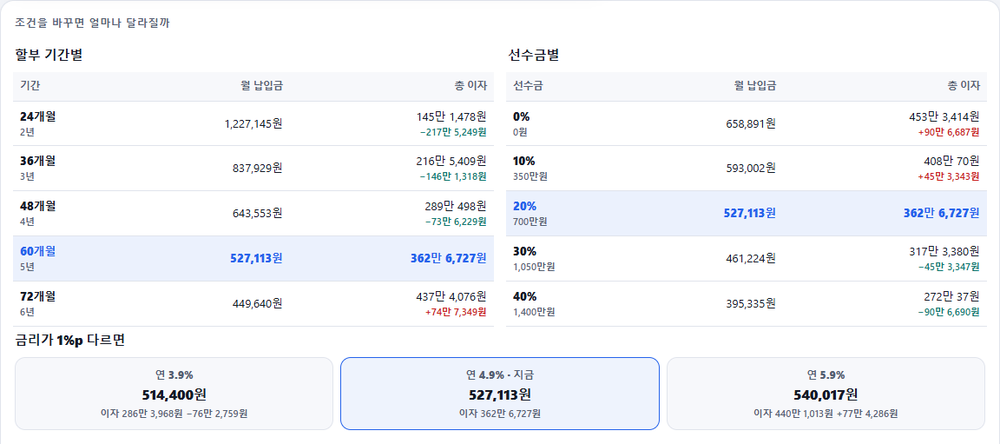 조건을 바꾸면 얼마나 달라질까
할부 기간별
기간 월 납입금 총 이자
24개월 1,227,145원 145만 1,478원
2년 −217만 5,249원
36개월 837,929원 216만 5,409원
3년 −146만 1,318원
48개월 643,553원 289만 498원
4년 −73만 6,229원
60개월 527,113원 362만 6,727원
5년
72개월 449,640원 437만 4,076원
6년 +74만 7,349원
선수금별
선수금 월 납입금 총 이자
0% 658,891원 453만 3,414원
0원 +90만 6,687원
10% 593,002원 408만 70원
350만원 +45만 3,343원
20% 527,113원 362만 6,727원
700만원
30% 461,224원 317만 3,380원
1,050만원 −45만 3,347원
40% 395,335원 272만 37원
1,400만원 −90만 6,690원
금리가 1%p 다르면
연 3.9%
514,400원
이자 286만 3,968원 −76만 2,759원
연 4.9% · 지금
527,113원
이자 362만 6,727원
연 5.9%
540,017원
이자 440만 1,013원 +77만 4,286원